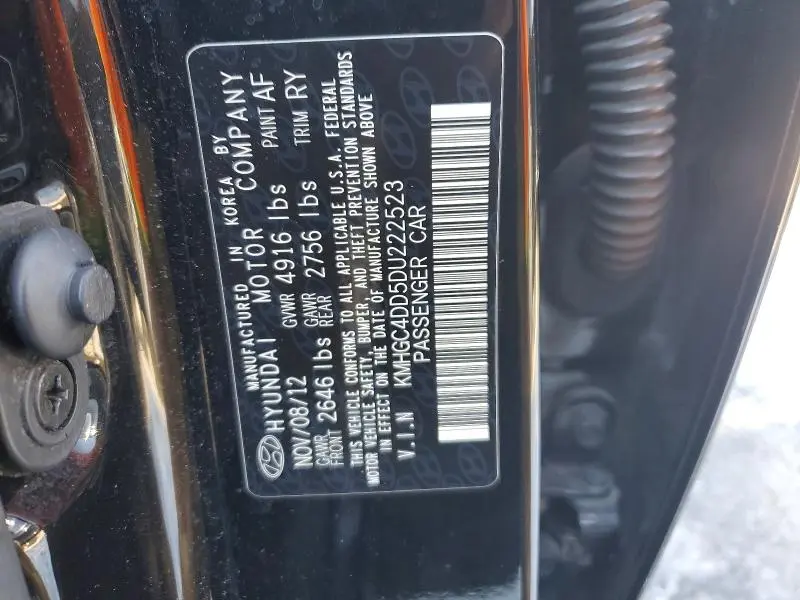 MANUFACTURED IN KOREA BY
HYUNDAI MOTOR COMPANY
NOV/08/12 GVWR 4916 lbs PAINT AF
GAWR FRONT 2646 lbs GAWR REAR 2756 lbs TRIM RY
THIS VEHICLE CONFORMS TO ALL APPLICABLE U.S.A. FEDERAL
MOTOR VEHICLE SAFETY, BUMPER, AND THEFT PREVENTION STANDARDS
IN EFFECT ON THE DATE OF MANUFACTURE SHOWN ABOVE
V.I.N KMHGC4DD5DU222523
PASSENGER CAR